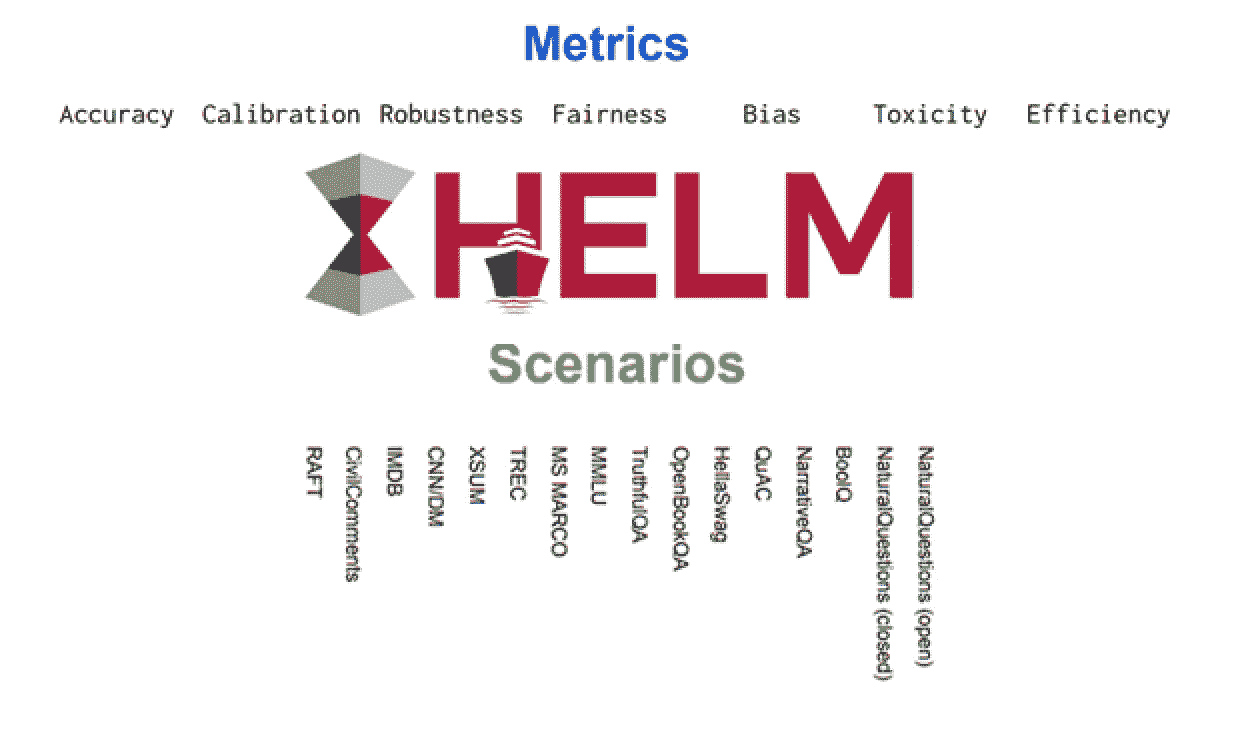 Metrics
Accuracy Calibration Robustness Fairness Bias Toxicity Efficiency
HELM
Scenarios
RAFT
CivilComments
IMDB
CNN/DM
XSUM
TREC
MS MARCO
MMLU
TruthfulQA
OpenBookQA
HellaSwag
QuAC
NarrativeQA
BoolQ
NaturalQuestions (closed)
NaturalQuestions (open)